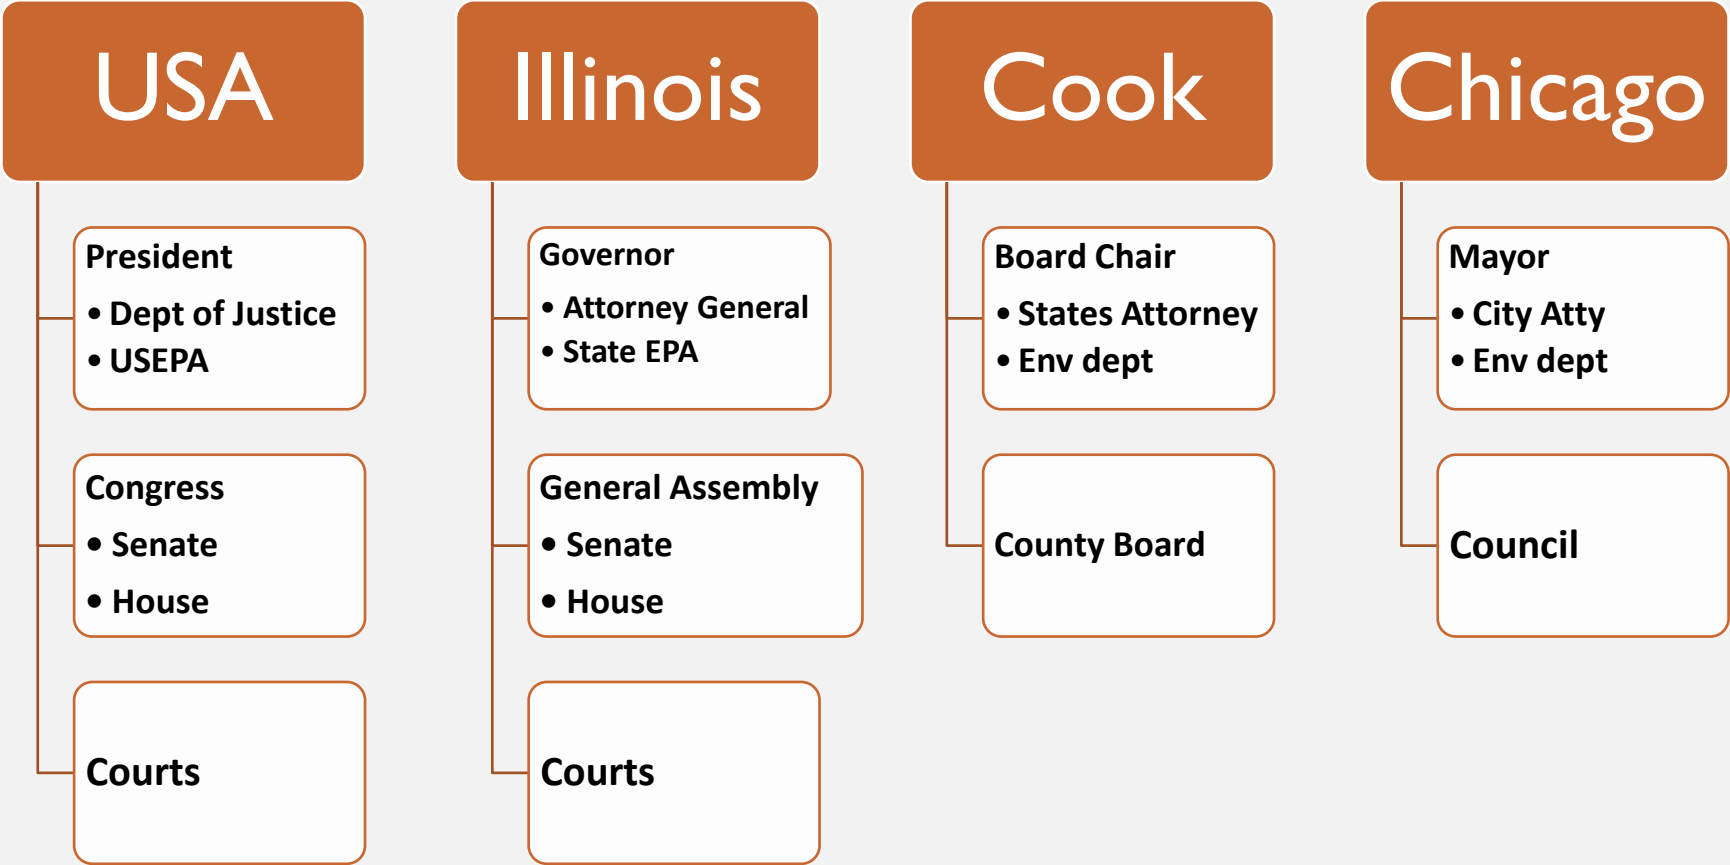 USA
President
• Dept of Justice
• USEPA
Congress
• Senate
• House
Courts
Illinois
Governor
• Attorney General
• State EPA
General Assembly
• Senate
• House
Courts
Cook
Board Chair
• States Attorney
• Env dept
County Board
Chicago
Mayor
• City Atty
• Env dept
Council